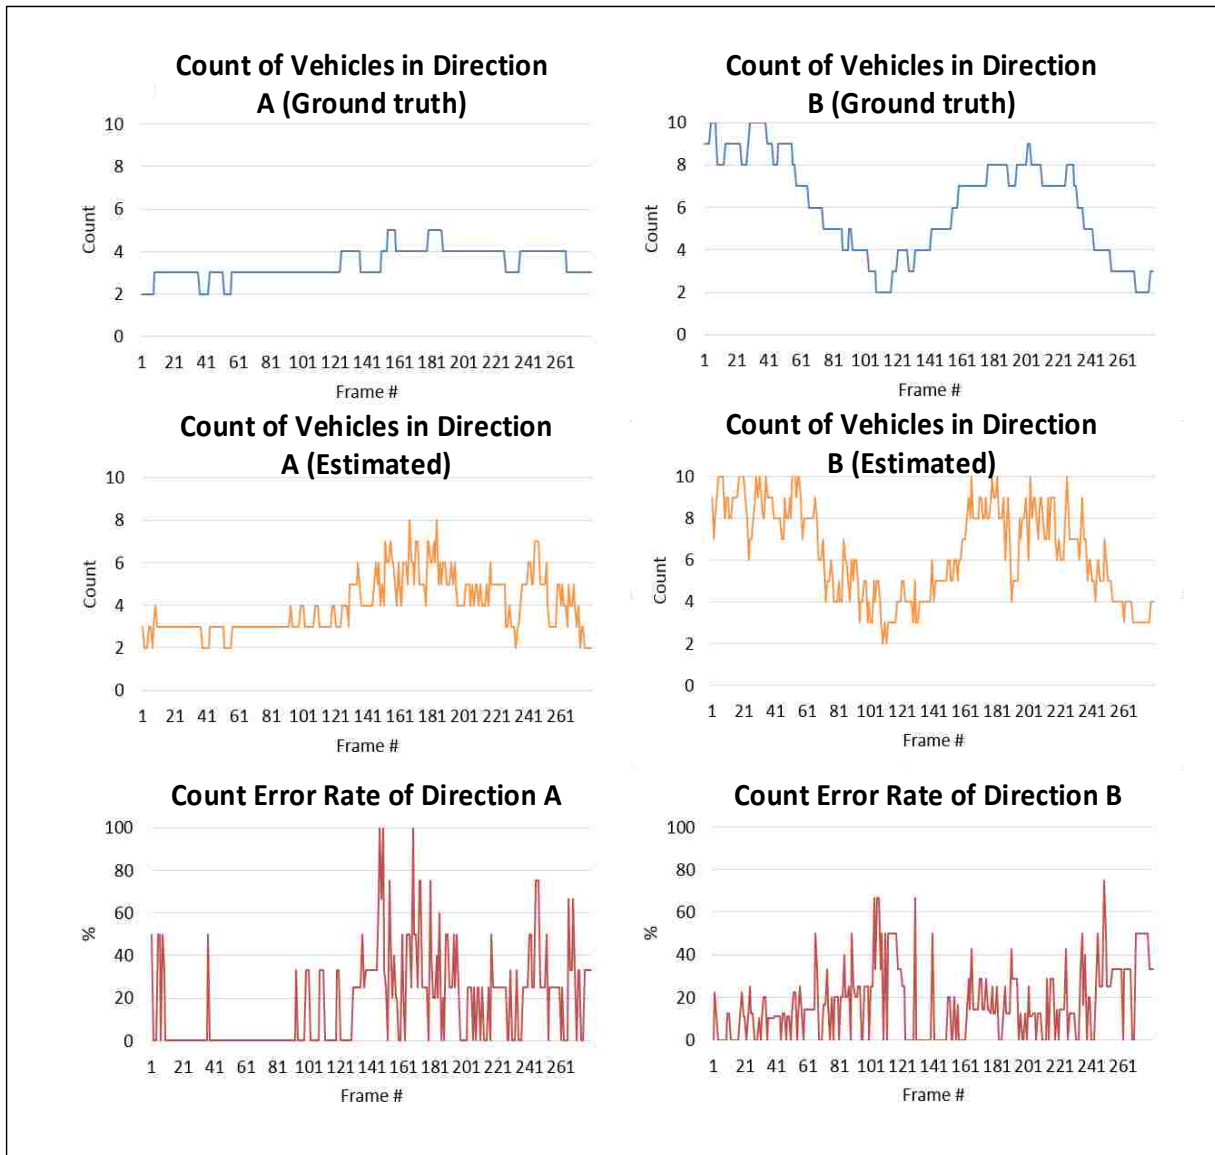 Count of Vehicles in Direction
A (Ground truth)
10
8
6
4
2
0
Count
1 21 41 61 81 101 121 141 161 181 201 221 241 261
Frame #
Count of Vehicles in Direction
B (Ground truth)
10
8
6
4
2
0
Count
1 21 41 61 81 101 121 141 161 181 201 221 241 261
Frame #
Count of Vehicles in Direction
A (Estimated)
10
8
6
4
2
0
Count
1 21 41 61 81 101 121 141 161 181 201 221 241 261
Frame #
Count of Vehicles in Direction
B (Estimated)
10
8
6
4
2
0
Count
1 21 41 61 81 101 121 141 161 181 201 221 241 261
Frame #
Count Error Rate of Direction A
100
80
60
40
20
0
%
1 21 41 61 81 101 121 141 161 181 201 221 241 261
Frame #
Count Error Rate of Direction B
100
80
60
40
20
0
%
1 21 41 61 81 101 121 141 161 181 201 221 241 261
Frame #